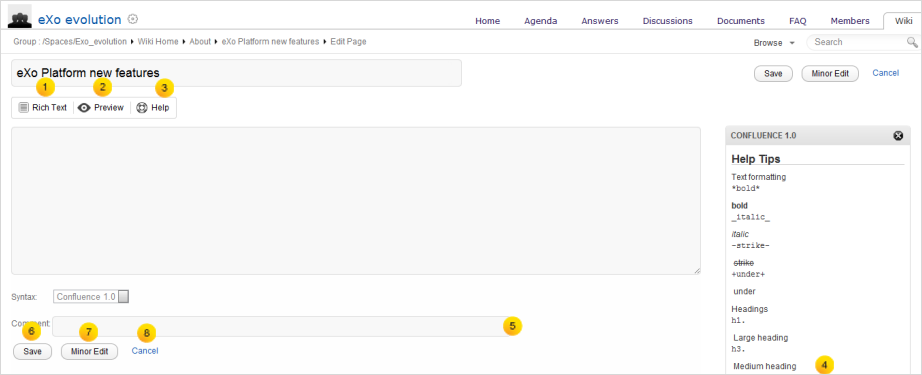 eXo evolution
Home Agenda Answers Discussions Documents FAQ Members Wiki
Group : /Spaces/Exo_evolution Wiki Home About eXo Platform new features Edit Page
Browse Search
eXo Platform new features
Save Minor Edit Cancel
1 2 3
Rich Text Preview Help
CONFLUENCE 1.0
Help Tips
Text formatting
*bold*
bold
_italic_
italic
-strike-
strike
+under+
under
Headings
h1.
Large heading
h3.
Medium heading
4
Syntax: Confluence 1.0
Comment: 5
6 7 8
Save Minor Edit Cancel